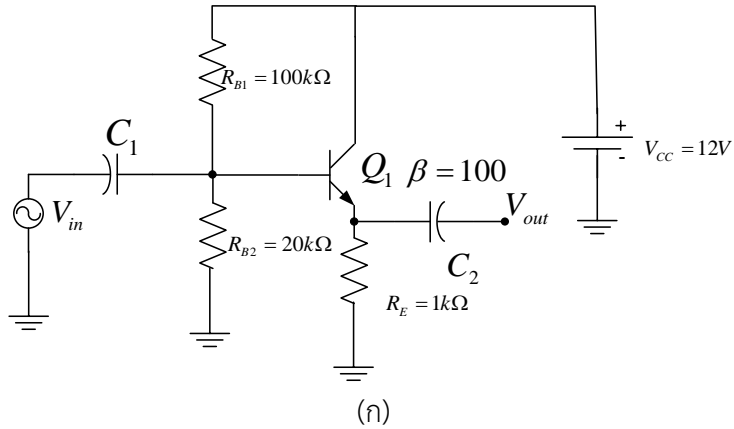 R_{B1} = 100kΩ
C_1
+
-
V_{CC} = 12V
Q_1 β = 100
V_{in}
V_{out}
R_{B2} = 20kΩ
C_2
R_E = 1kΩ
(ก)